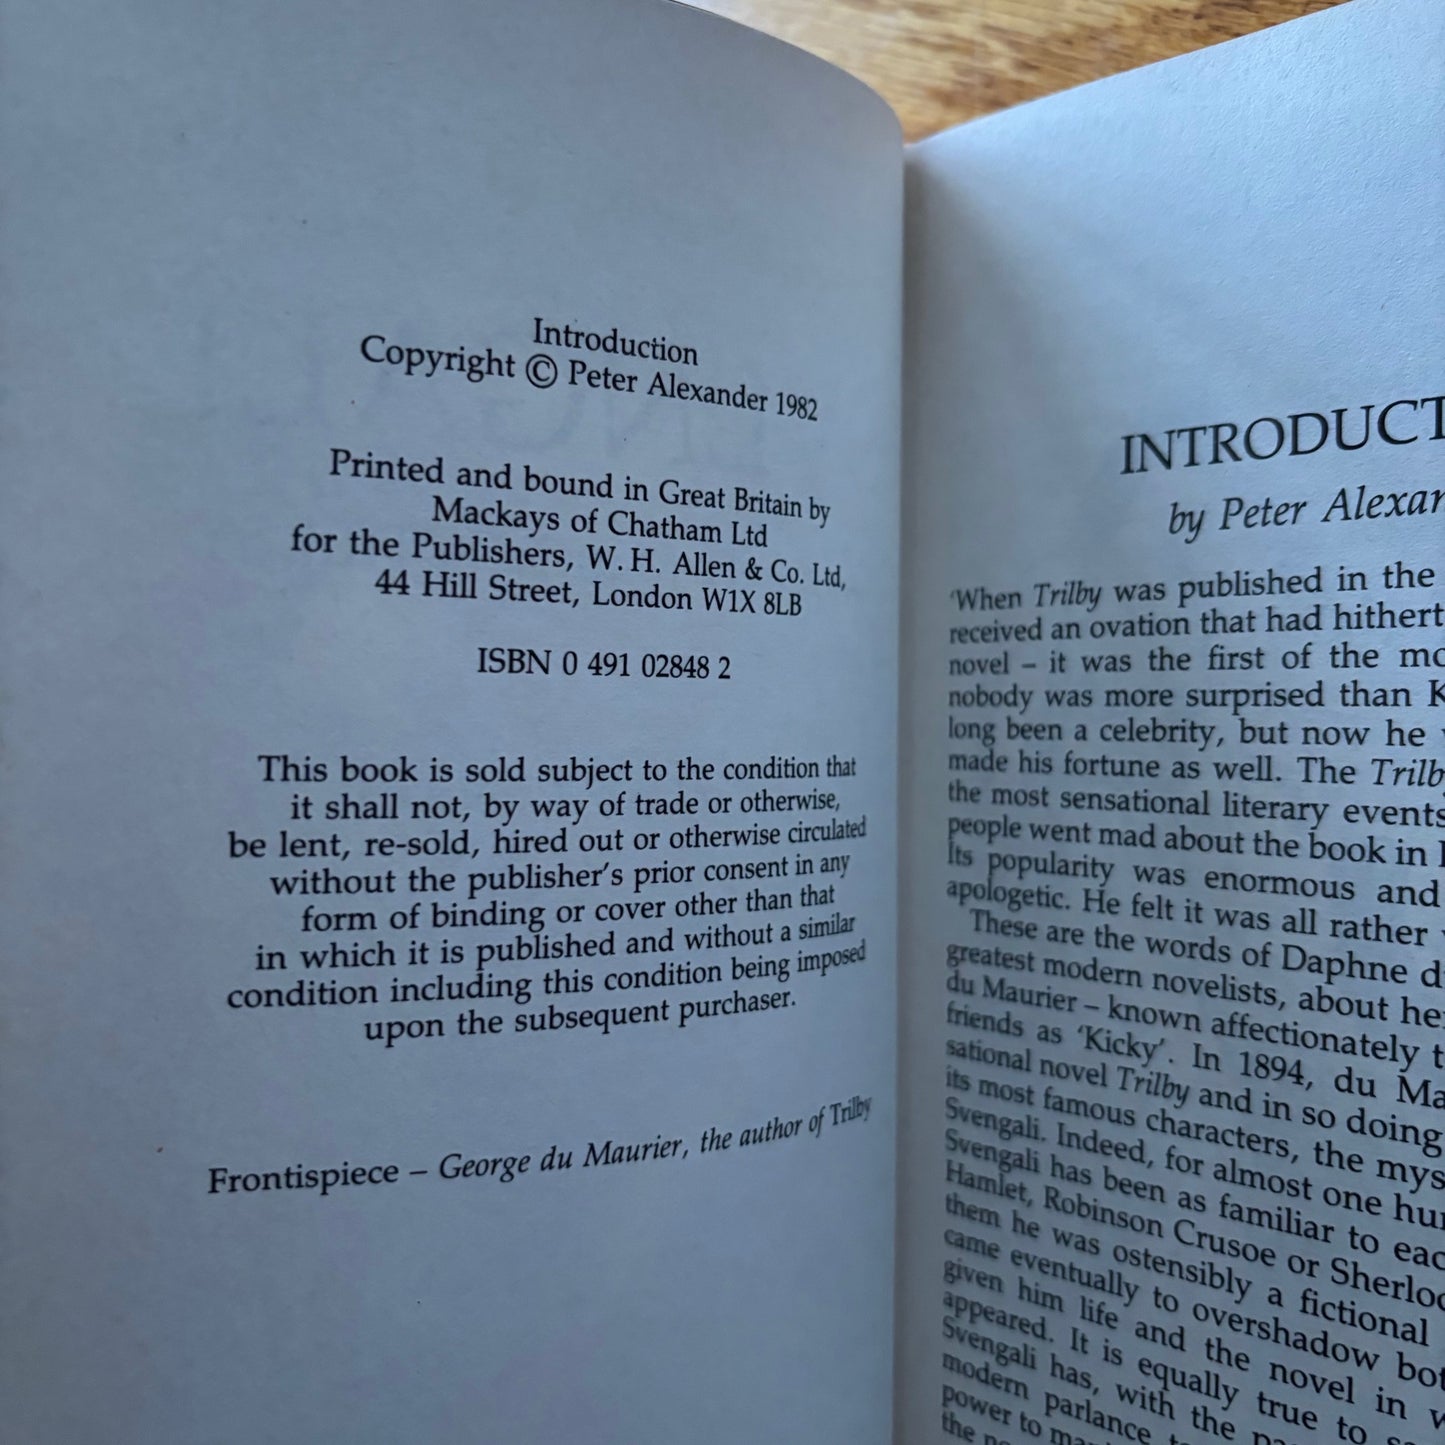 Introduction
Copyright © Peter Alexander 1982
Printed and bound in Great Britain by
Mackays of Chatham Ltd
for the Publishers, W. H. Allen & Co. Ltd,
44 Hill Street, London W1X 8LB
ISBN 0 491 02848 2
This book is sold subject to the condition that
it shall not, by way of trade or otherwise,
be lent, re-sold, hired out or otherwise circulated
without the publisher's prior consent in any
form of binding or cover other than that
in which it is published and without a similar
condition including this condition being imposed
upon the subsequent purchaser.
Frontispiece – George du Maurier, the author of Trilby
INTRODUCT
by Peter Alexan
'When Trilby was published in the
received an ovation that had hithert
novel – it was the first of the mo
nobody was more surprised than K
long been a celebrity, but now he
made his fortune as well. The Trilb
the most sensational literary events
people went mad about the book in
Its popularity was enormous and
apologetic. He felt it was all rather
These are the words of Daphne d
greatest modern novelists, about he
du Maurier – known affectionately t
friends as 'Kicky'. In 1894, du Ma
sational novel Trilby and in so doing
its most famous characters, the mys
Svengali. Indeed, for almost one hun
Svengali has been as familiar to eac
Hamlet, Robinson Crusoe or Sherloc
them he was ostensibly a fictional
came eventually to overshadow bot
given him life and the novel in w
appeared. It is equally true to s
Svengali has, with the pa
modern parlance
power to man
the